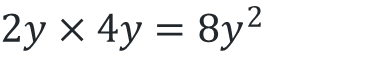 2y × 4y = 8y²